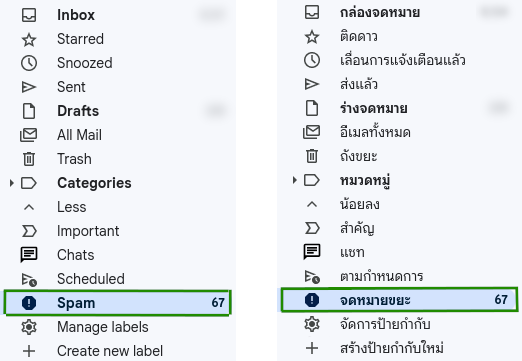 Inbox
Starred
Snoozed
Sent
Drafts
All Mail
Trash
Categories
Less
Important
Chats
Scheduled
Spam 67
Manage labels
Create new label
กล่องจดหมาย
ติดดาว
เลื่อนการแจ้งเตือนแล้ว
ส่งแล้ว
ร่างจดหมาย
อีเมลทั้งหมด
ถังขยะ
หมวดหมู่
น้อยลง
สำคัญ
แชท
ตามกำหนดการ
จดหมายขยะ 67
จัดการป้ายกำกับ
สร้างป้ายกำกับใหม่